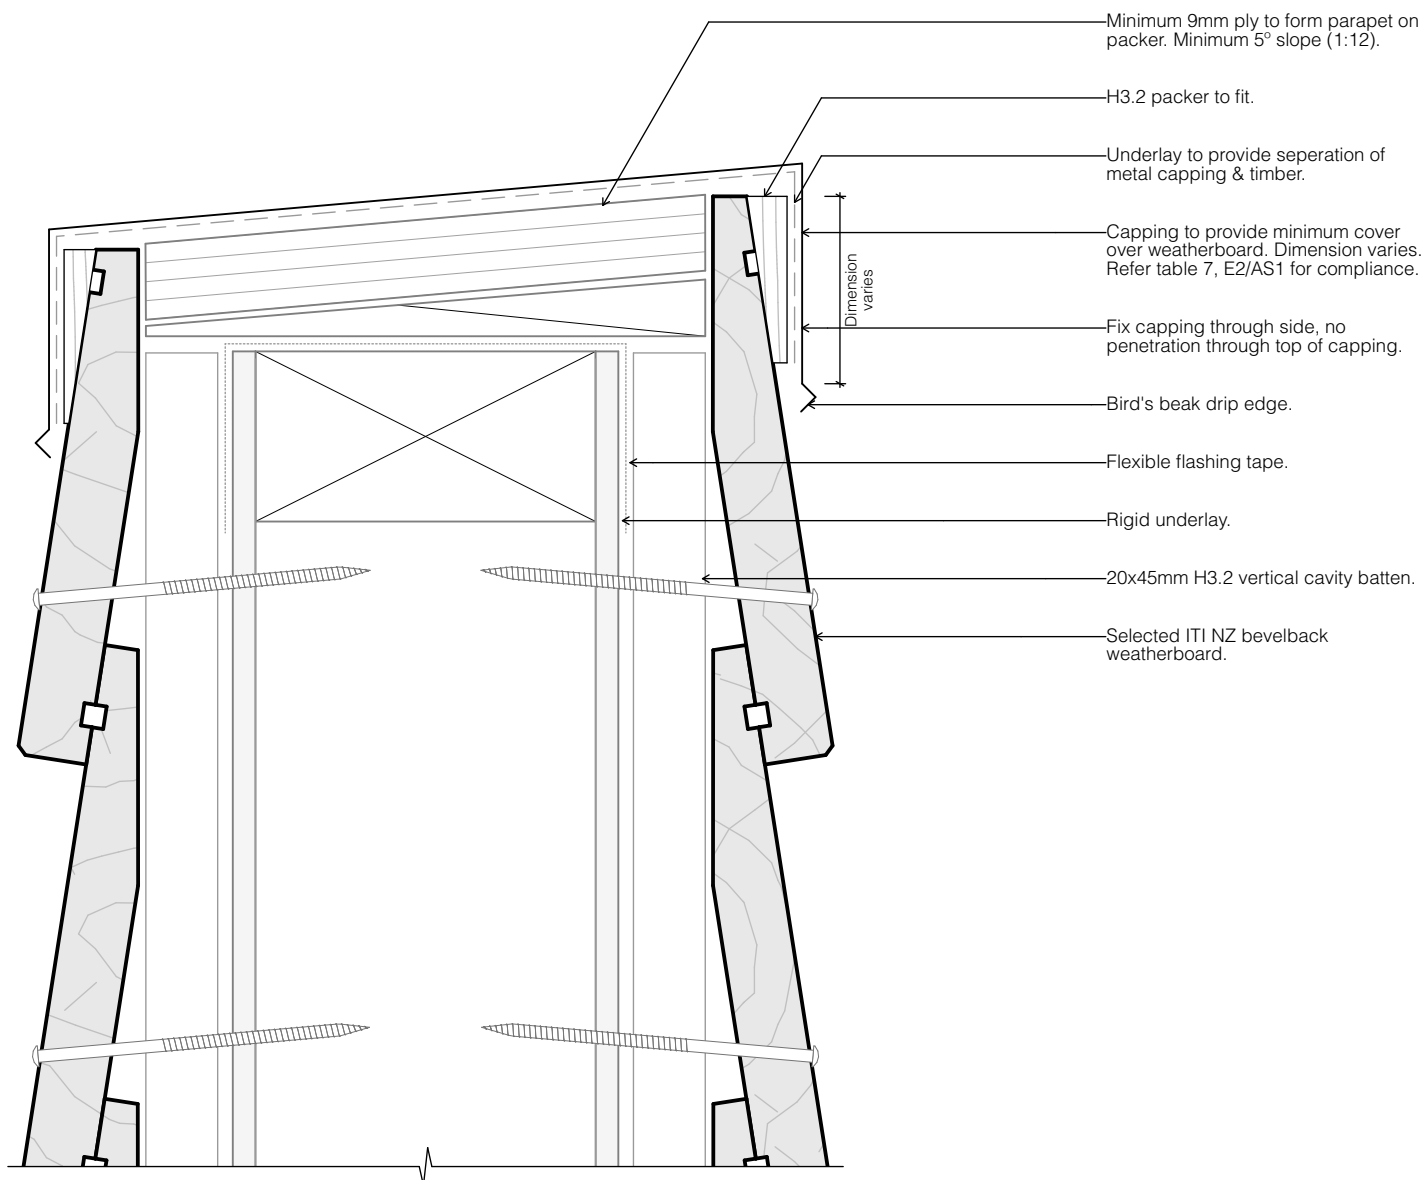 Minimum 9mm ply to form parapet on
packer. Minimum 5° slope (1:12).
H3.2 packer to fit.
Underlay to provide seperation of
metal capping & timber.
Capping to provide minimum cover
over weatherboard. Dimension varies.
Refer table 7, E2/AS1 for compliance.
Dimension
varies
Fix capping through side, no
penetration through top of capping.
Bird's beak drip edge.
Flexible flashing tape.
Rigid underlay.
20x45mm H3.2 vertical cavity batten.
Selected ITI NZ bevelback
weatherboard.